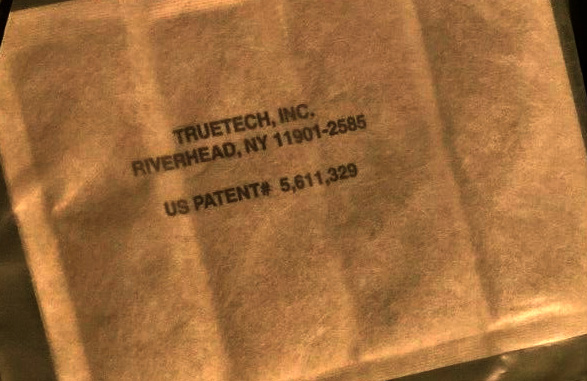 TRUETECH, INC.
RIVERHEAD, NY 11901-2585
US PATENT# 5,611,329